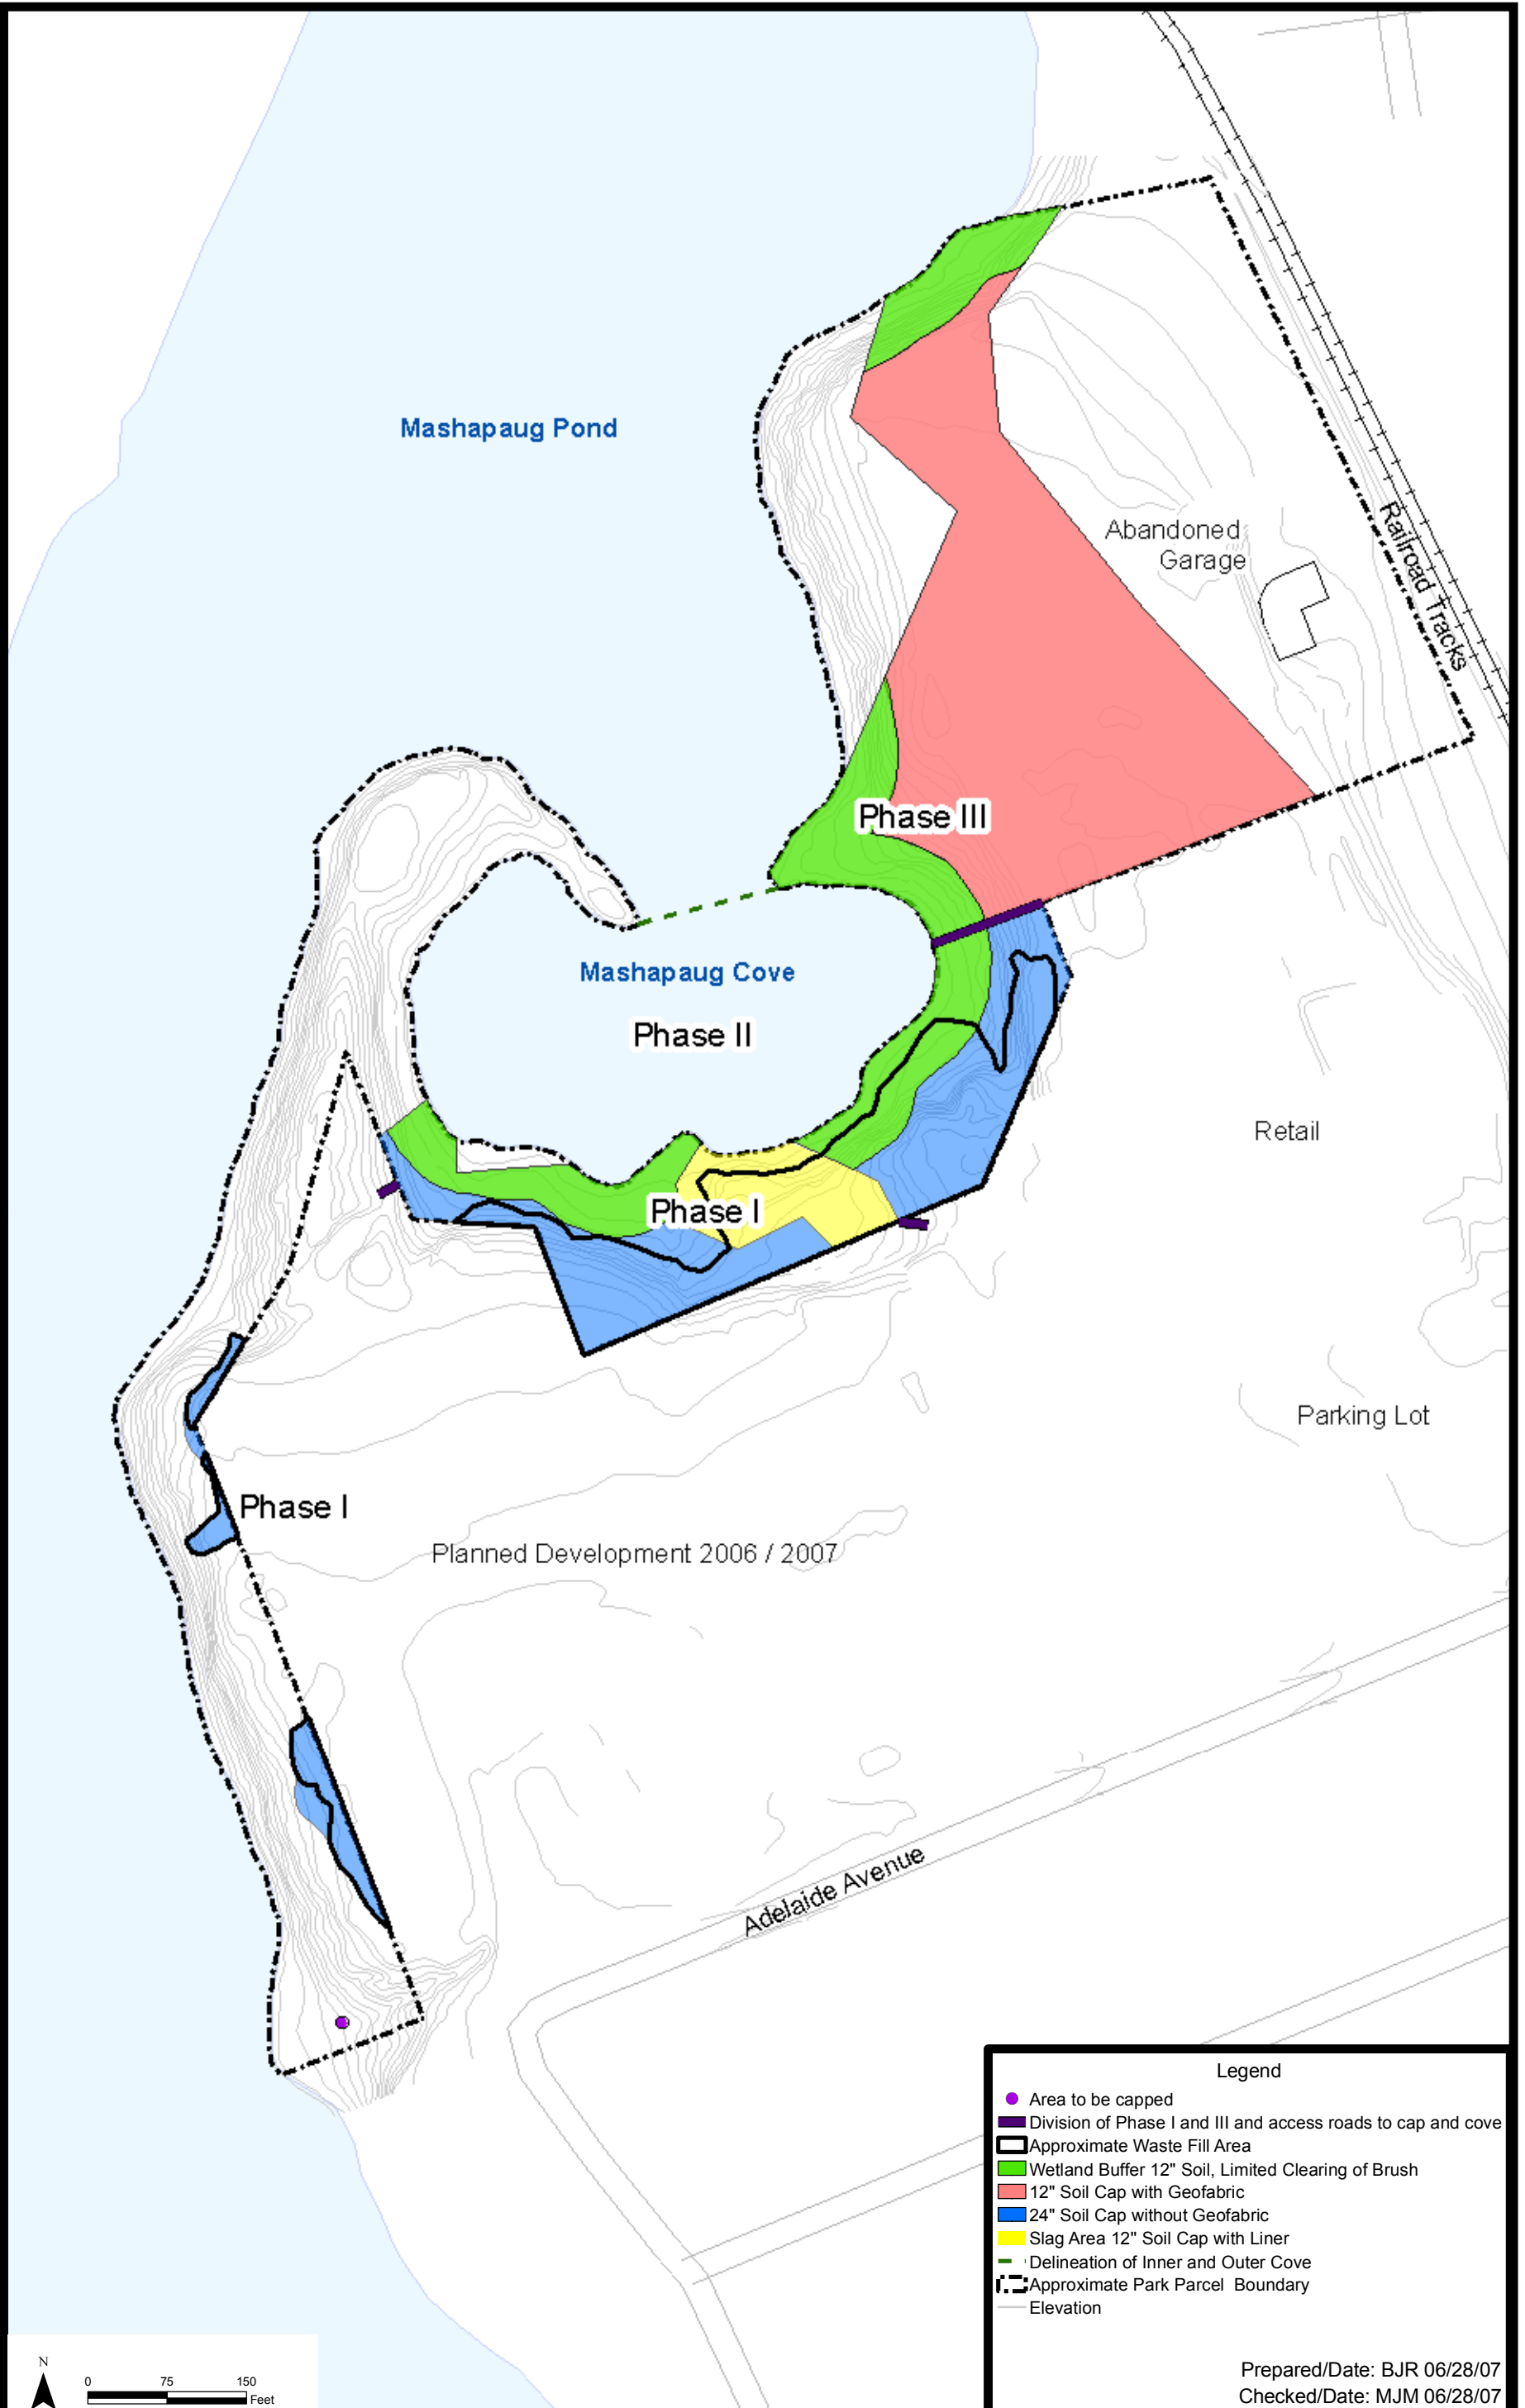 Mashapaug Pond
Abandoned
Garage
Railroad Tracks
Phase III
Mashapaug Cove
Phase II
Retail
Phase I
Parking Lot
Phase I
Planned Development 2006 / 2007
Adelaide Avenue
Legend
Area to be capped
Division of Phase I and III and access roads to cap and cove
Approximate Waste Fill Area
Wetland Buffer 12" Soil, Limited Clearing of Brush
12" Soil Cap with Geofabric
24" Soil Cap without Geofabric
Slag Area 12" Soil Cap with Liner
Delineation of Inner and Outer Cove
Approximate Park Parcel Boundary
Elevation
Prepared/Date: BJR 06/28/07
Checked/Date: MJM 06/28/07
N
0 75 150
Feet